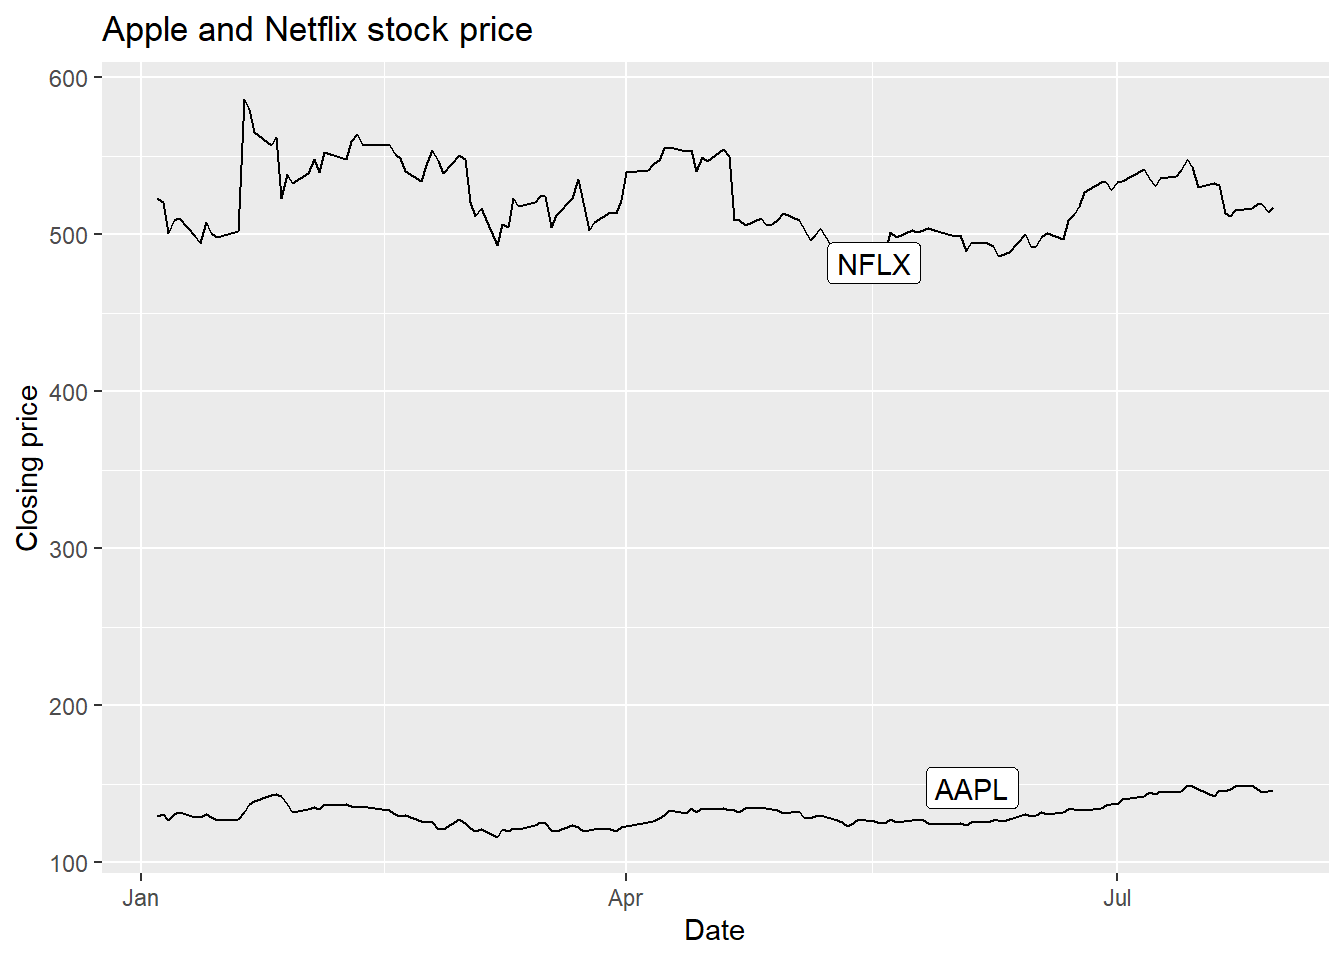 Apple and Netflix stock price
600
500
400
300
200
100
Closing price
NFLX
AAPL
Jan
Apr
Jul
Date